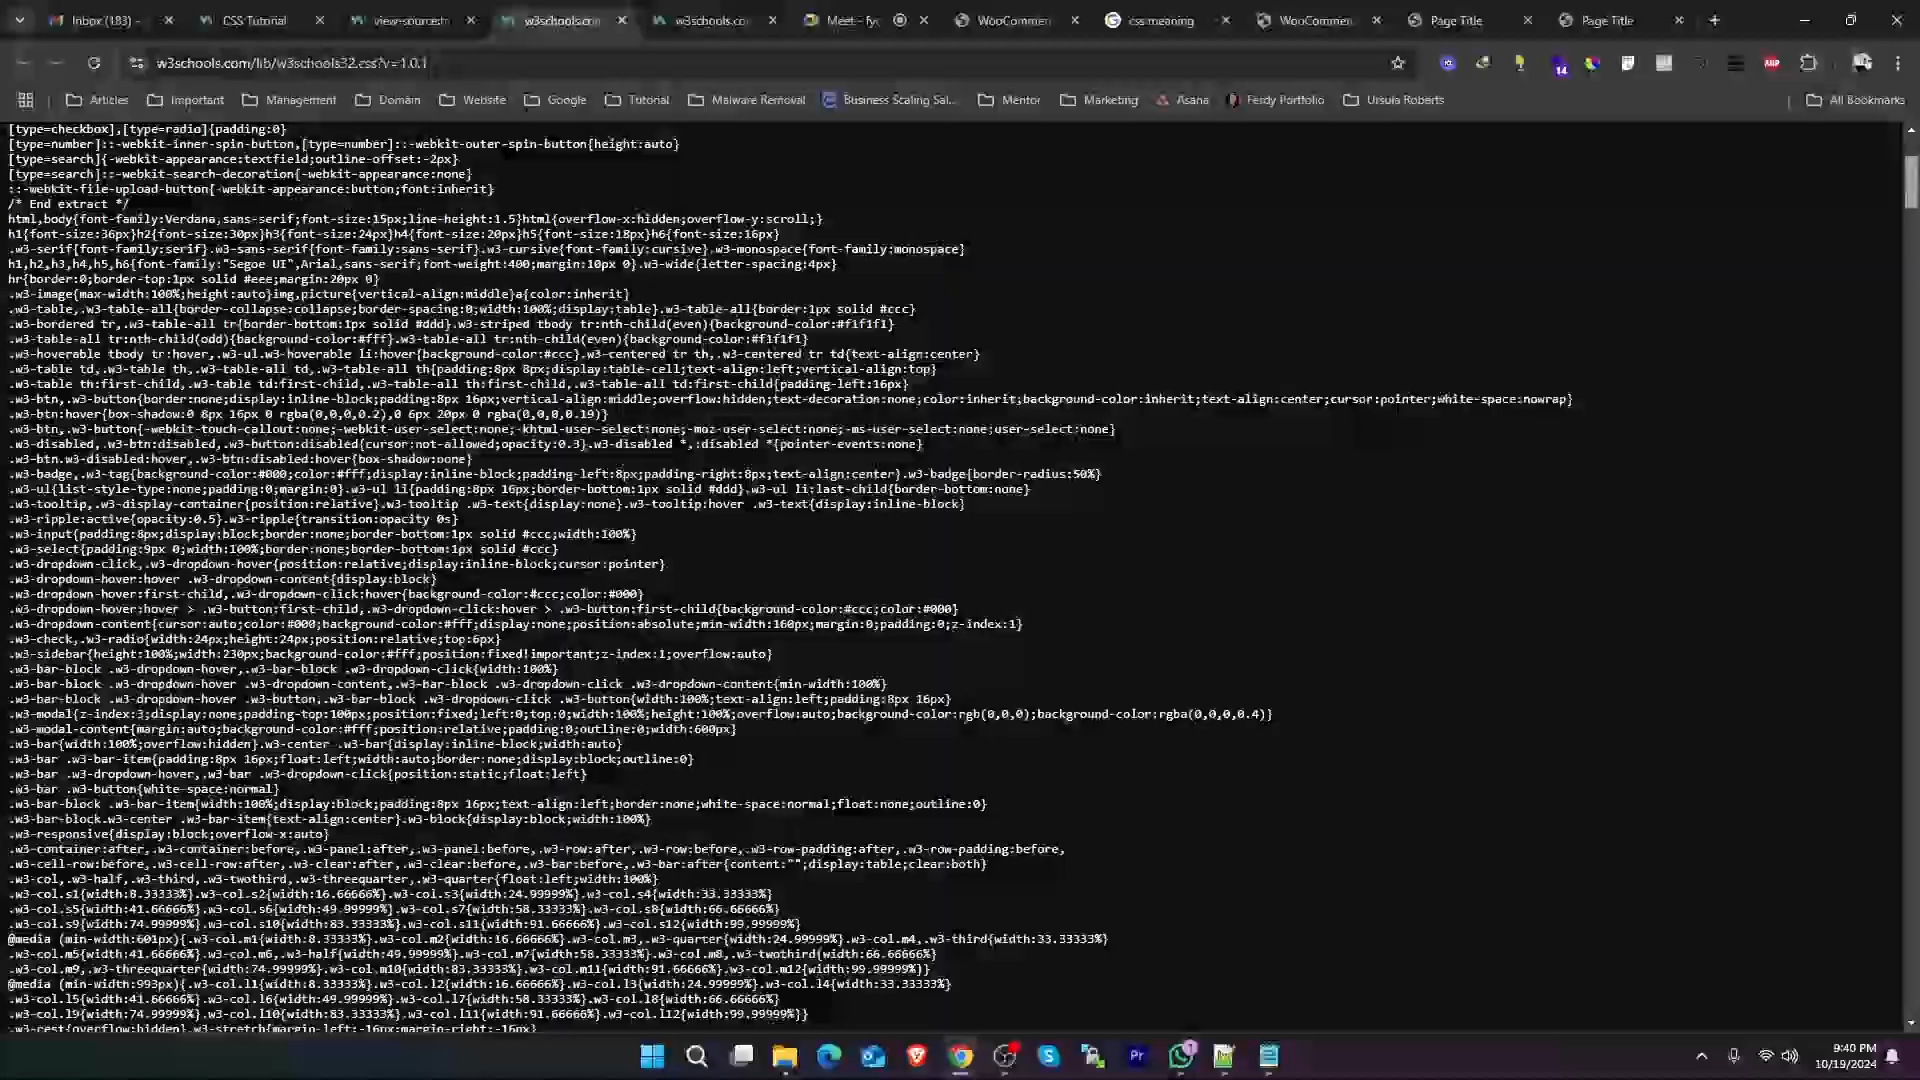 Inbox (183) -
CSS Tutorial
view-source:h
w3schools.com
w3schools.co
Meet - fyc
WooCommer
css meaning
WooCommer
Page Title
Page Title
w3schools.com/lib/w3schools32.css?v=1.0.1
14
ABP
Articles
Important
Management
Domain
Website
Google
Tutorial
Malware Removal
Business Scaling Sal...
Mentor
Marketing
Asana
Ferdy Portfolio
Ursula Roberts
All Bookmarks
[type=checkbox],[type=radio]{padding:0}
[type=number]::-webkit-inner-spin-button,[type=number]::-webkit-outer-spin-button{height:auto}
[type=search]{-webkit-appearance:textfield;outline-offset:-2px}
[type=search]::-webkit-search-decoration{-webkit-appearance:none}
::-webkit-file-upload-button{-webkit-appearance:button;font:inherit}
/* End extract */
html,body{font-family:Verdana,sans-serif;font-size:15px;line-height:1.5}html{overflow-x:hidden;overflow-y:scroll;}
h1{font-size:36px}h2{font-size:30px}h3{font-size:24px}h4{font-size:20px}h5{font-size:18px}h6{font-size:16px}
.w3-serif{font-family:serif}.w3-sans-serif{font-family:sans-serif}.w3-cursive{font-family:cursive}.w3-monospace{font-family:monospace}
h1,h2,h3,h4,h5,h6{font-family:"Segoe UI",Arial,sans-serif;font-weight:400;margin:10px 0}.w3-wide{letter-spacing:4px}
hr{border:0;border-top:1px solid #eee;margin:20px 0}
.w3-image{max-width:100%;height:auto}img,picture{vertical-align:middle}a{color:inherit}
.w3-table,.w3-table-all{border-collapse:collapse;border-spacing:0;width:100%;display:table}.w3-table-all{border:1px solid #ccc}
.w3-bordered tr,.w3-table-all tr{border-bottom:1px solid #ddd}.w3-striped tbody tr:nth-child(even){background-color:#f1f1f1}
.w3-table-all tr:nth-child(odd){background-color:#fff}.w3-table-all tr:nth-child(even){background-color:#f1f1f1}
.w3-hoverable tbody tr:hover,.w3-ul.w3-hoverable li:hover{background-color:#ccc}.w3-centered tr th,.w3-centered tr td{text-align:center}
.w3-table td,.w3-table th,.w3-table-all td,.w3-table-all th{padding:8px 8px;display:table-cell;text-align:left;vertical-align:top}
.w3-table th:first-child,.w3-table td:first-child,.w3-table-all th:first-child,.w3-table-all td:first-child{padding-left:16px}
.w3-btn,.w3-button{border:none;display:inline-block;padding:8px 16px;vertical-align:middle;overflow:hidden;text-decoration:none;color:inherit;background-color:inherit;text-align:center;cursor:pointer;white-space:nowrap}
.w3-btn:hover{box-shadow:0 8px 16px 0 rgba(0,0,0,0.2),0 6px 20px 0 rgba(0,0,0,0.19)}
.w3-btn,.w3-button{-webkit-touch-callout:none;-webkit-user-select:none;-khtml-user-select:none;-moz-user-select:none;-ms-user-select:none;user-select:none}
.w3-disabled,.w3-btn:disabled,.w3-button:disabled{cursor:not-allowed;opacity:0.3}.w3-disabled *,:disabled *{pointer-events:none}
.w3-btn.w3-disabled:hover,.w3-btn:disabled:hover{box-shadow:none}
.w3-badge,.w3-tag{background-color:#000;color:#fff;display:inline-block;padding-left:8px;padding-right:8px;text-align:center}.w3-badge{border-radius:50%}
.w3-ul{list-style-type:none;padding:0;margin:0}.w3-ul li{padding:8px 16px;border-bottom:1px solid #ddd}.w3-ul li:last-child{border-bottom:none}
.w3-tooltip,.w3-display-container{position:relative}.w3-tooltip .w3-text{display:none}.w3-tooltip:hover .w3-text{display:inline-block}
.w3-ripple:active{opacity:0.5}.w3-ripple{transition:opacity 0s}
.w3-input{padding:8px;display:block;border:none;border-bottom:1px solid #ccc;width:100%}
.w3-select{padding:9px 0;width:100%;border:none;border-bottom:1px solid #ccc}
.w3-dropdown-click,.w3-dropdown-hover{position:relative;display:inline-block;cursor:pointer}
.w3-dropdown-hover:hover .w3-dropdown-content{display:block}
.w3-dropdown-hover:first-child,.w3-dropdown-click:hover{background-color:#ccc;color:#000}
.w3-dropdown-hover:hover > .w3-button:first-child,.w3-dropdown-click:hover > .w3-button:first-child{background-color:#ccc;color:#000}
.w3-dropdown-content{cursor:auto;color:#000;background-color:#fff;display:none;position:absolute;min-width:160px;margin:0;padding:0;z-index:1}
.w3-check,.w3-radio{width:24px;height:24px;position:relative;top:6px}
.w3-sidebar{height:100%;width:230px;background-color:#fff;position:fixed!important;z-index:1;overflow:auto}
.w3-bar-block .w3-dropdown-hover,.w3-bar-block .w3-dropdown-click{width:100%}
.w3-bar-block .w3-dropdown-hover .w3-dropdown-content,.w3-bar-block .w3-dropdown-click .w3-dropdown-content{min-width:100%}
.w3-bar-block .w3-dropdown-hover .w3-button,.w3-bar-block .w3-dropdown-click .w3-button{width:100%;text-align:left;padding:8px 16px}
.w3-modal{z-index:3;display:none;padding-top:100px;position:fixed;left:0;top:0;width:100%;height:100%;overflow:auto;background-color:rgb(0,0,0);background-color:rgba(0,0,0,0.4)}
.w3-modal-content{margin:auto;background-color:#fff;position:relative;padding:0;outline:0;width:600px}
.w3-bar{width:100%;overflow:hidden}.w3-center .w3-bar{display:inline-block;width:auto}
.w3-bar .w3-bar-item{padding:8px 16px;float:left;width:auto;border:none;display:block;outline:0}
.w3-bar .w3-dropdown-hover,.w3-bar .w3-dropdown-click{position:static;float:left}
.w3-bar .w3-button{white-space:normal}
.w3-bar-block .w3-bar-item{width:100%;display:block;padding:8px 16px;text-align:left;border:none;white-space:normal;float:none;outline:0}
.w3-bar-block.w3-center .w3-bar-item{text-align:center}.w3-block{display:block;width:100%}
.w3-responsive{display:block;overflow-x:auto}
.w3-container:after,.w3-container:before,.w3-panel:after,.w3-panel:before,.w3-row:after,.w3-row:before,.w3-row-padding:after,.w3-row-padding:before,
.w3-cell-row:before,.w3-cell-row:after,.w3-clear:after,.w3-clear:before,.w3-bar:before,.w3-bar:after{content:"";display:table;clear:both}
.w3-col,.w3-half,.w3-third,.w3-twothird,.w3-threequarter,.w3-quarter{float:left;width:100%}
.w3-col.s1{width:8.33333%}.w3-col.s2{width:16.66666%}.w3-col.s3{width:24.99999%}.w3-col.s4{width:33.33333%}
.w3-col.s5{width:41.66666%}.w3-col.s6{width:49.99999%}.w3-col.s7{width:58.33333%}.w3-col.s8{width:66.66666%}
.w3-col.s9{width:74.99999%}.w3-col.s10{width:83.33333%}.w3-col.s11{width:91.66666%}.w3-col.s12{width:99.99999%}
@media (min-width:601px){.w3-col.m1{width:8.33333%}.w3-col.m2{width:16.66666%}.w3-col.m3,.w3-quarter{width:24.99999%}.w3-col.m4,.w3-third{width:33.33333%}
.w3-col.m5{width:41.66666%}.w3-col.m6,.w3-half{width:49.99999%}.w3-col.m7{width:58.33333%}.w3-col.m8,.w3-twothird{width:66.66666%}
.w3-col.m9,.w3-threequarter{width:74.99999%}.w3-col.m10{width:83.33333%}.w3-col.m11{width:91.66666%}.w3-col.m12{width:99.99999%}}
@media (min-width:993px){.w3-col.l1{width:8.33333%}.w3-col.l2{width:16.66666%}.w3-col.l3{width:24.99999%}.w3-col.l4{width:33.33333%}
.w3-col.l5{width:41.66666%}.w3-col.l6{width:49.99999%}.w3-col.l7{width:58.33333%}.w3-col.l8{width:66.66666%}
.w3-col.l9{width:74.99999%}.w3-col.l10{width:83.33333%}.w3-col.l11{width:91.66666%}.w3-col.l12{width:99.99999%}}
.w3-rest{overflow:hidden}.w3-stretch{margin-left:-16px;margin-right:-16px}
Pr
1
9:40 PM
10/19/2024